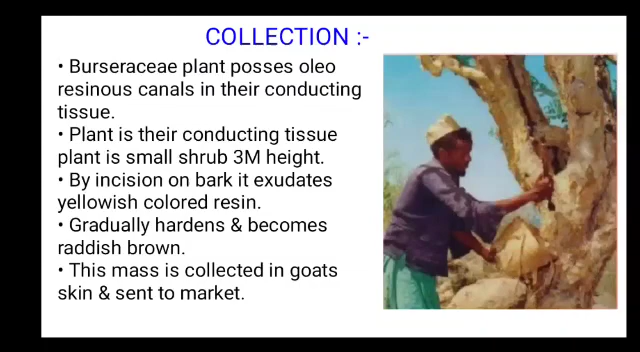 COLLECTION :-
• Burseraceae plant posses oleo
resinous canals in their conducting
tissue.
• Plant is their conducting tissue
plant is small shrub 3M height.
• By incision on bark it exudates
yellowish colored resin.
• Gradually hardens & becomes
raddish brown.
• This mass is collected in goats
skin & sent to market.